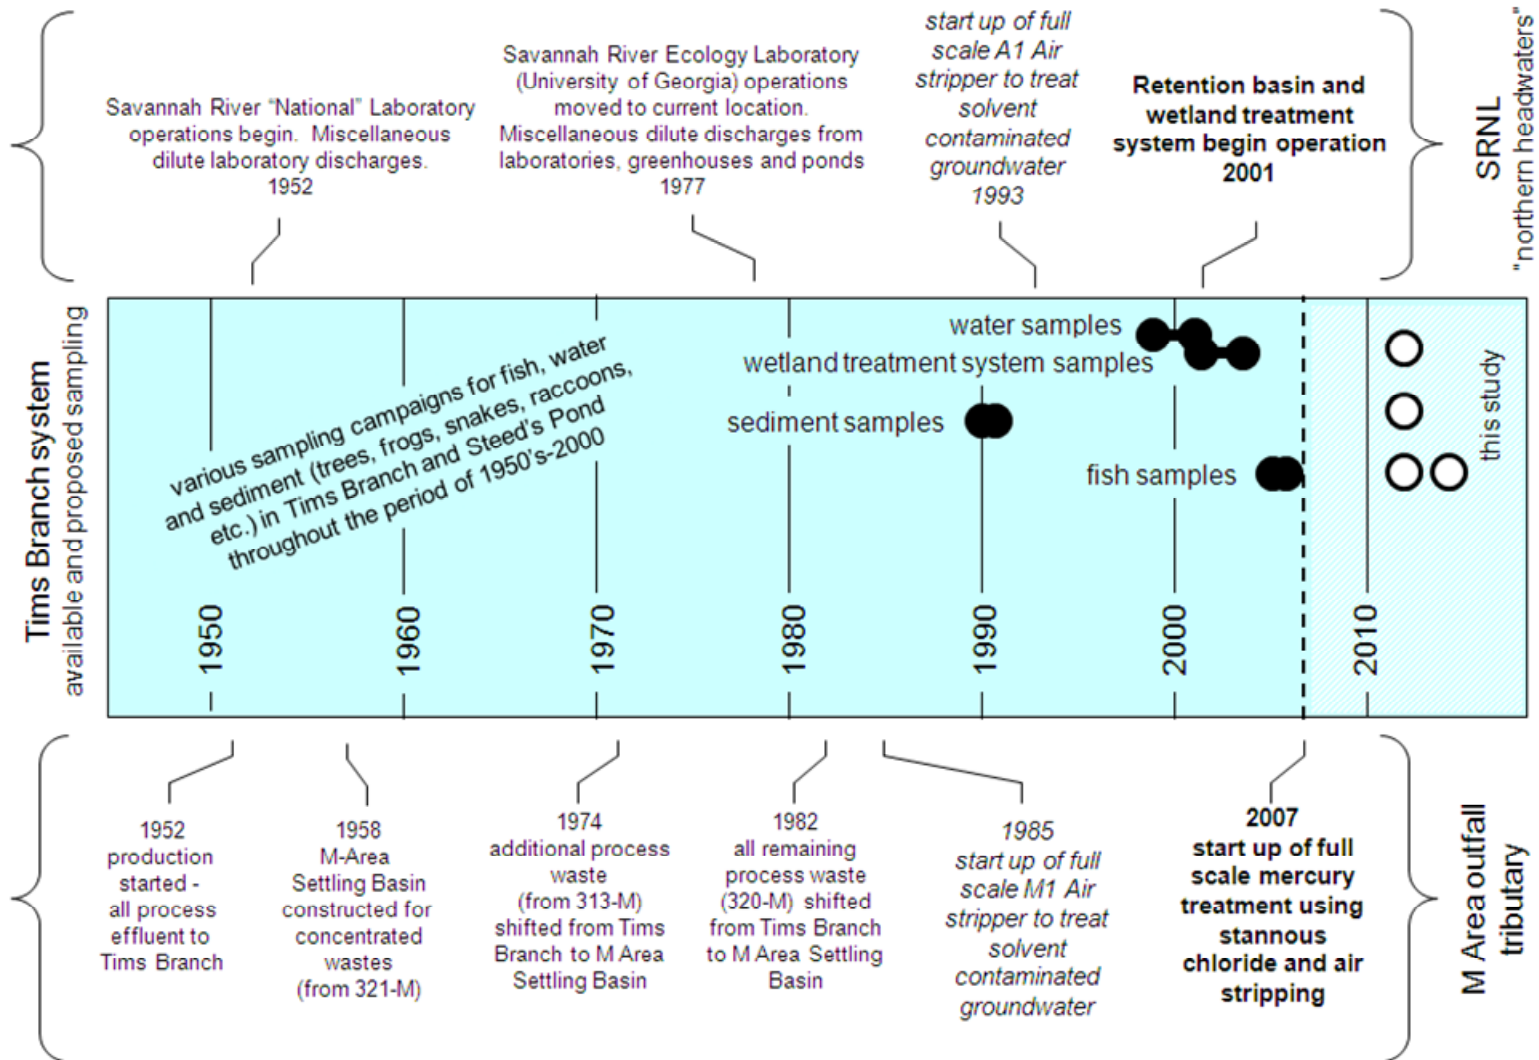 Savannah River “National” Laboratory
operations begin. Miscellaneous
dilute laboratory discharges.
1952
Savannah River Ecology Laboratory
(University of Georgia) operations
moved to current location.
Miscellaneous dilute discharges from
laboratories, greenhouses and ponds
1977
start up of full
scale A1 Air
stripper to treat
solvent
contaminated
groundwater
1993
Retention basin and
wetland treatment
system begin operation
2001
SRNL
"northern headwaters"
Tims Branch system
available and proposed sampling
various sampling campaigns for fish, water
and sediment (trees, frogs, snakes, raccoons,
etc.) in Tims Branch and Steed's Pond
throughout the period of 1950's-2000
water samples
wetland treatment system samples
sediment samples
fish samples
this study
1950
1960
1970
1980
1990
2000
2010
1952
production
started -
all process
effluent to
Tims Branch
1958
M-Area
Settling Basin
constructed for
concentrated
wastes
(from 321-M)
1974
additional process
waste
(from 313-M)
shifted from Tims
Branch to M Area
Settling Basin
1982
all remaining
process waste
(320-M) shifted
from Tims Branch
to M Area Settling
Basin
1985
start up of full
scale M1 Air
stripper to treat
solvent
contaminated
groundwater
2007
start up of full
scale mercury
treatment using
stannous
chloride and air
stripping
M Area outfall
tributary